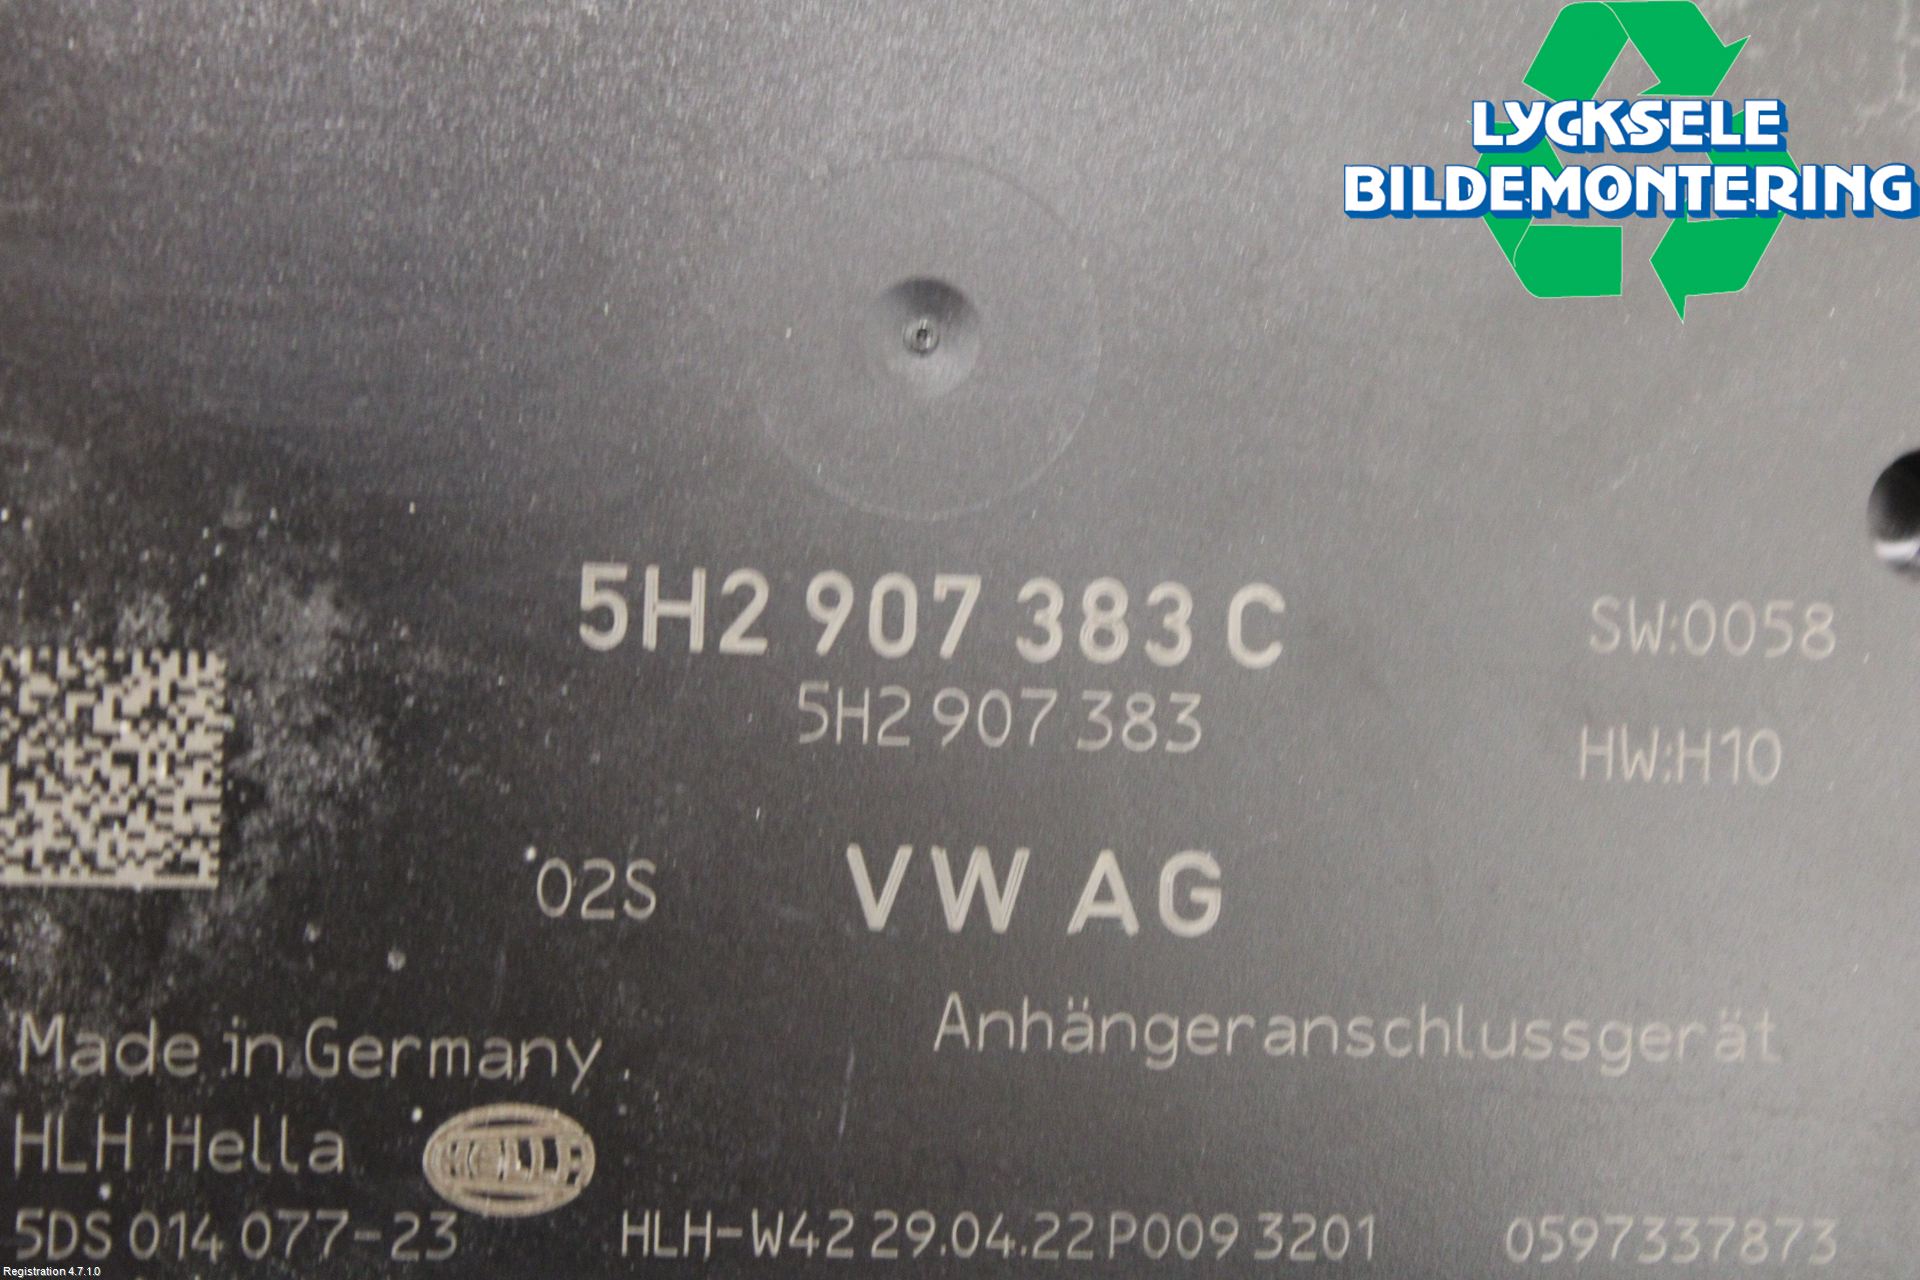 LYCKSELE
BILDEMONTERING
5H2 907 383 C
SW:0058
5H2 907 383
HW:H10
02S
VW AG
Anhängeranschlussgerät
Made in Germany
HLH Hella
HELLA
5DS 014 077-23
HLH-W42 29.04.22 P009 3201
0597337873
Registration 4.7.1.0